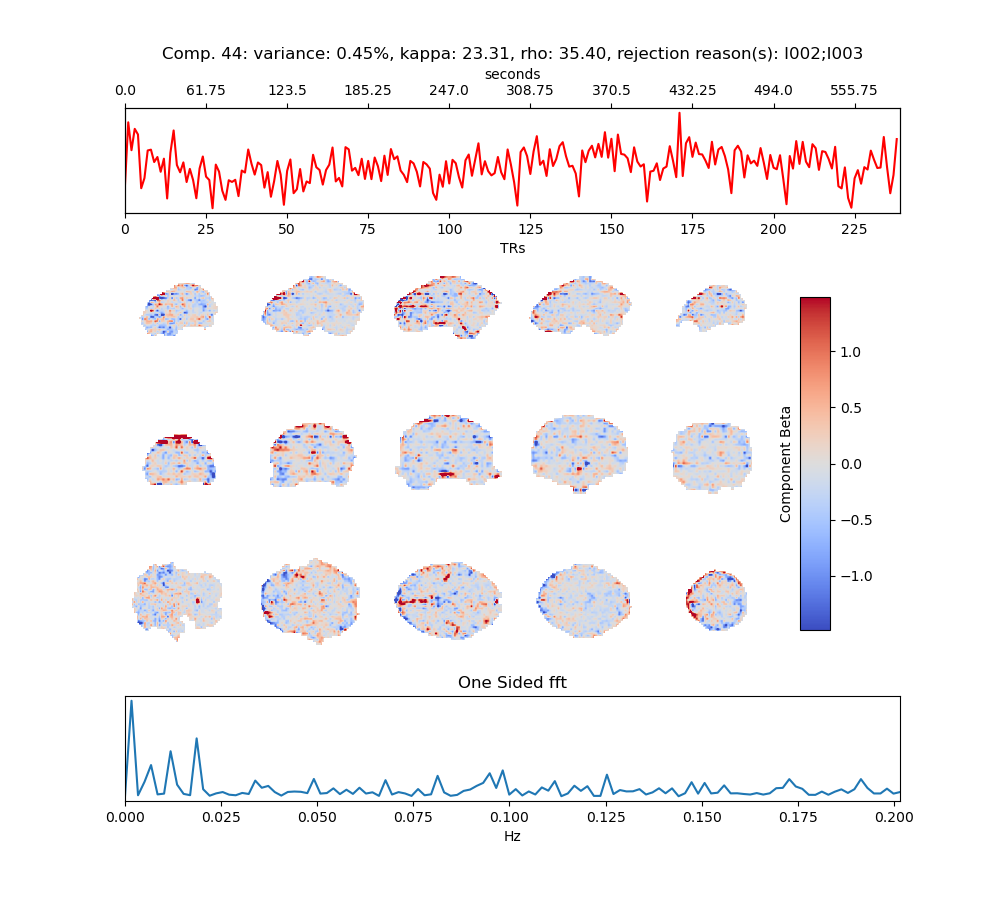 Comp. 44: variance: 0.45%, kappa: 23.31, rho: 35.40, rejection reason(s): I002;I003
seconds
0.0 61.75 123.5 185.25 247.0 308.75 370.5 432.25 494.0 555.75
0 25 50 75 100 125 150 175 200 225
TRs
1.0
0.5
0.0
−0.5
−1.0
Component Beta
One Sided fft
0.000 0.025 0.050 0.075 0.100 0.125 0.150 0.175 0.200
Hz